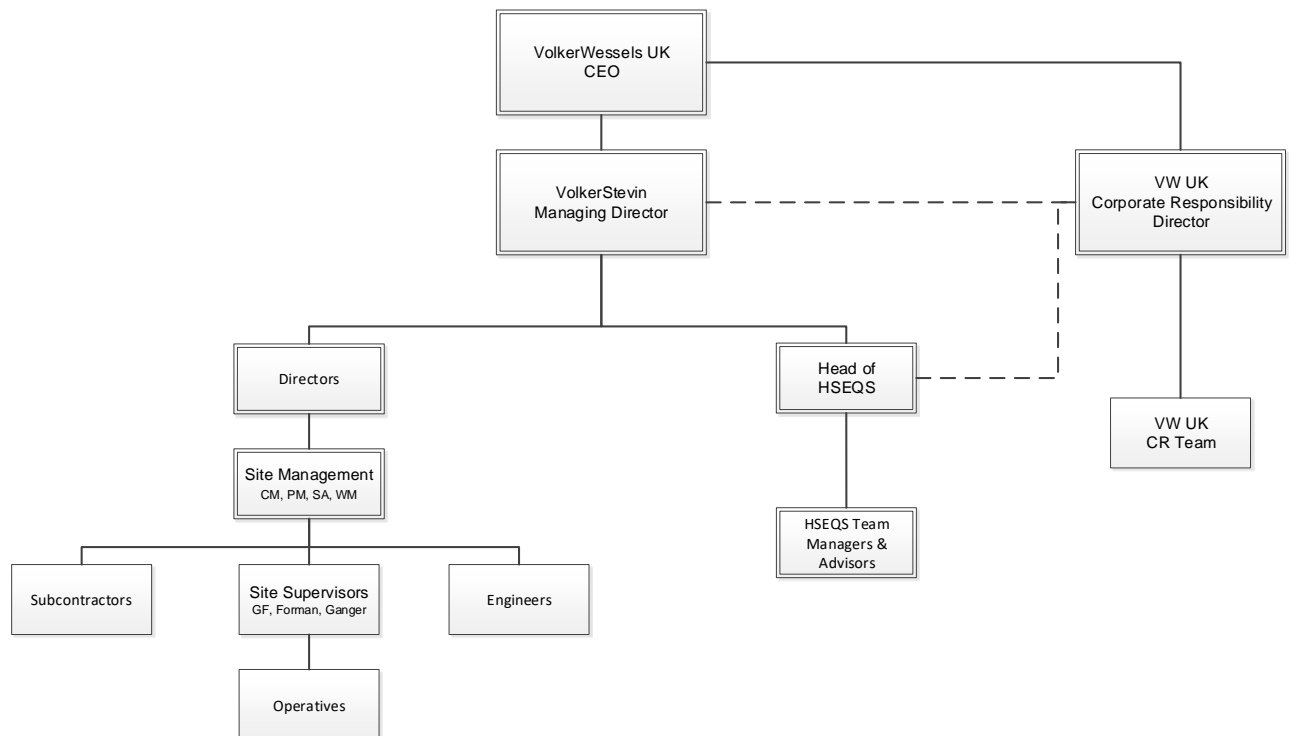 VolkerWessels UK
CEO
VolkerStevin
Managing Director
VW UK
Corporate Responsibility
Director
Directors
Head of
HSEQS
VW UK
CR Team
Site Management
CM, PM, SA, WM
HSEQS Team
Managers &
Advisors
Subcontractors
Site Supervisors
GF, Forman, Ganger
Engineers
Operatives